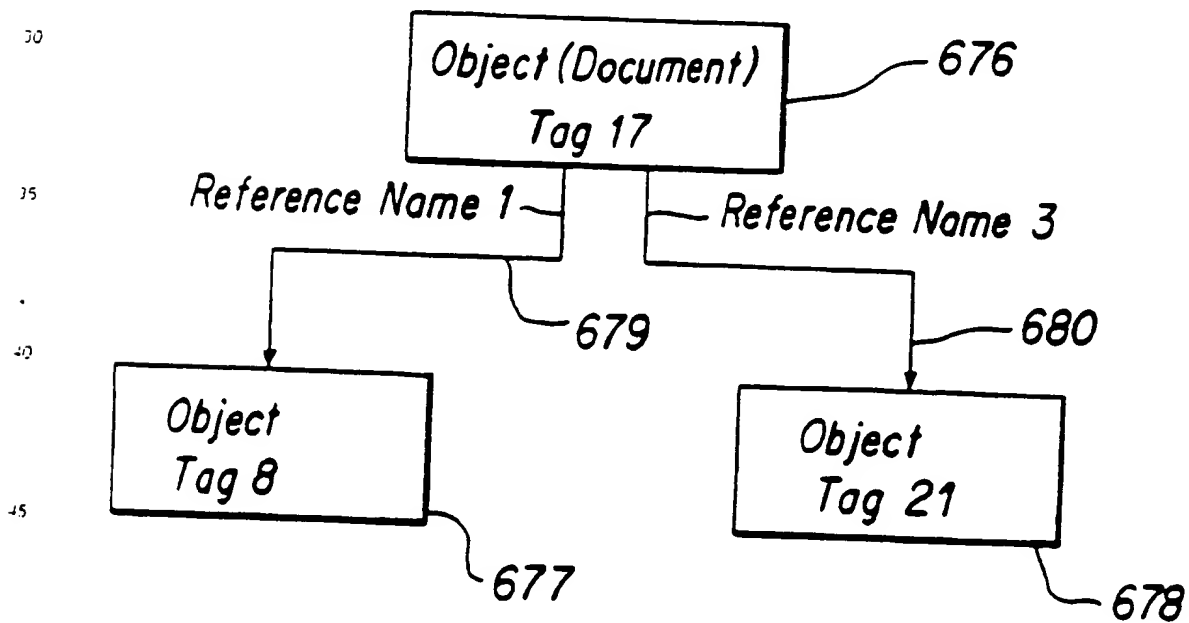 30
Object (Document)
676
Tag 17
35
Reference Name 1
Reference Name 3
679
680
40
Object
Tag 8
Object
Tag 21
45
677
678